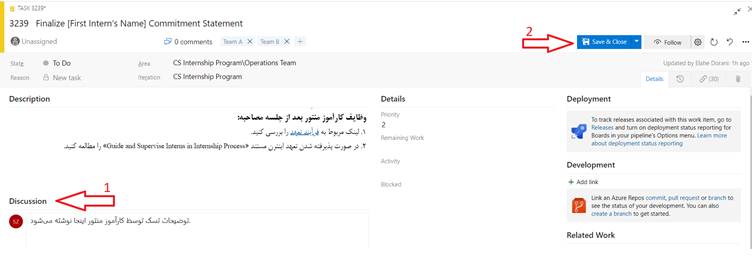 TASK 3239*
3239 Finalize [First Intern's Name] Commitment Statement
2
Unassigned
0 comments
Team A ×
Team B ×
+
Save & Close
Follow
State
To Do
Area
CS Internship Program\Operations Team
Updated by Elahe Dorani: 1h ago
Reason
New task
Iteration
CS Internship Program
Details
(30)
Description
وظایف کارآموز منتور بعد از جلسه مصاحبه:
۱. لینک مربوط به فرآیند تعهد را بررسی کنید.
۲. در صورت پذیرفته شدن تعهد اینترن مستند «Guide and Supervise Interns in Internship Process» را مطالعه کنید.
Details
Priority
2
Remaining Work
Activity
Blocked
Deployment
To track releases associated with this work item, go to
Releases and turn on deployment status reporting for
Boards in your pipeline's Options menu. Learn more
about deployment status reporting
Development
+ Add link
Link an Azure Repos commit, pull request or branch to
see the status of your development. You can also
create a branch to get started.
Related Work
1
Discussion
توضیحات تسک توسط کارآموز منتور اینجا نوشته می‌شود.